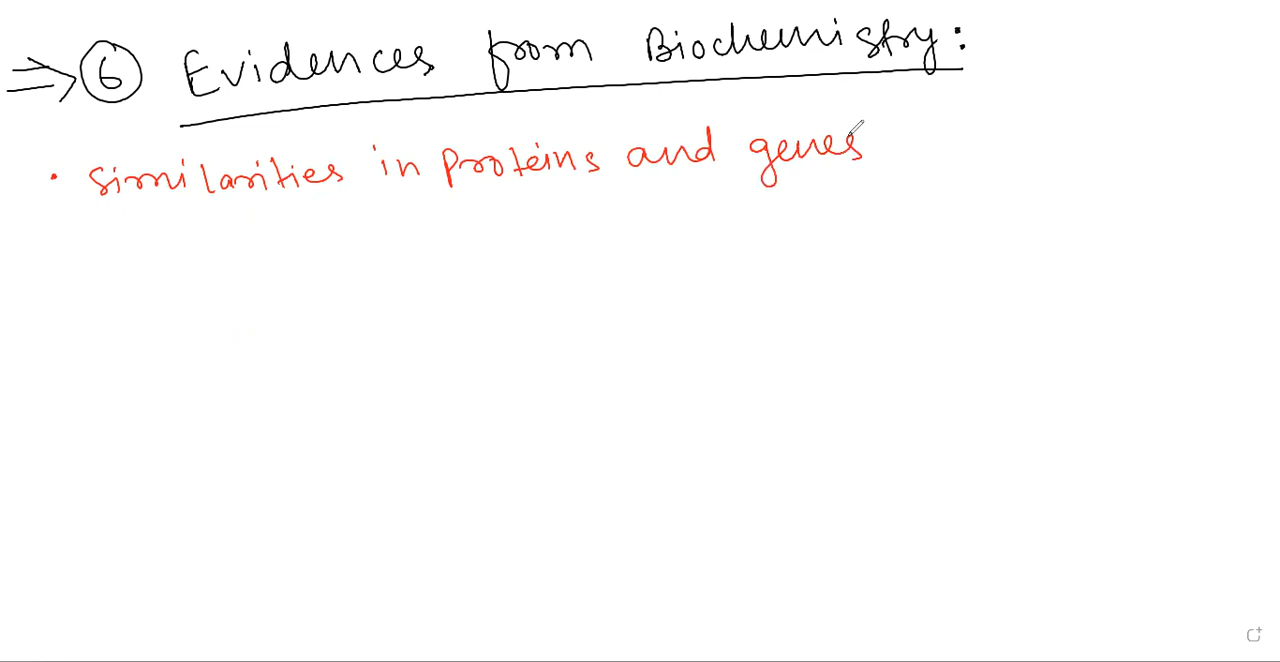 ⇒ ⑥ Evidences from Biochemistry:
• Similarities in Proteins and genes